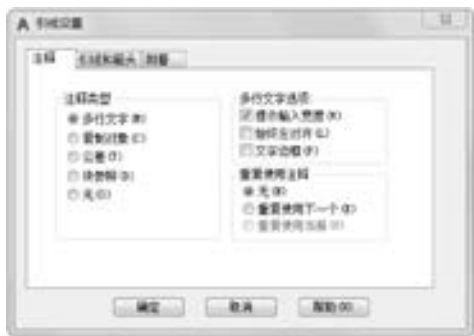 引线设置
注释
引线和箭头
附着
注释类型
多行文字(M)
复制对象(C)
公差(T)
块参照(B)
无(O)
多行文字选项
提示输入宽度(W)
始终左对齐(L)
文字边框(F)
重复使用注释
无(N)
重复使用下一个(E)
重复使用当前(U)
确定
取消
帮助(H)